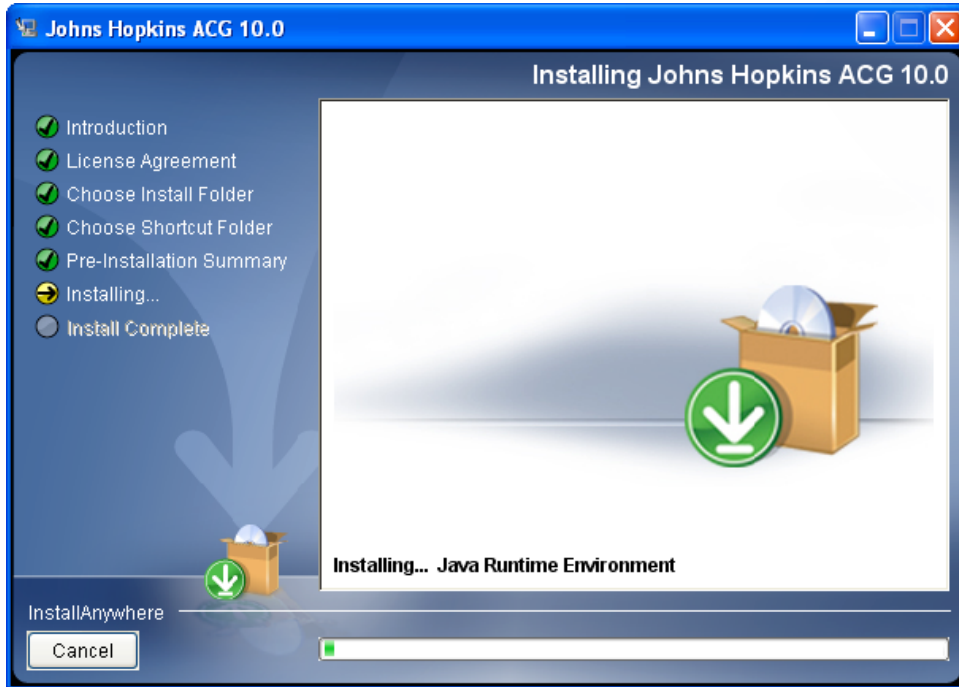 Johns Hopkins ACG 10.0
Installing Johns Hopkins ACG 10.0
Introduction
License Agreement
Choose Install Folder
Choose Shortcut Folder
Pre-Installation Summary
Installing...
Install Complete
Installing... Java Runtime Environment
InstallAnywhere
Cancel